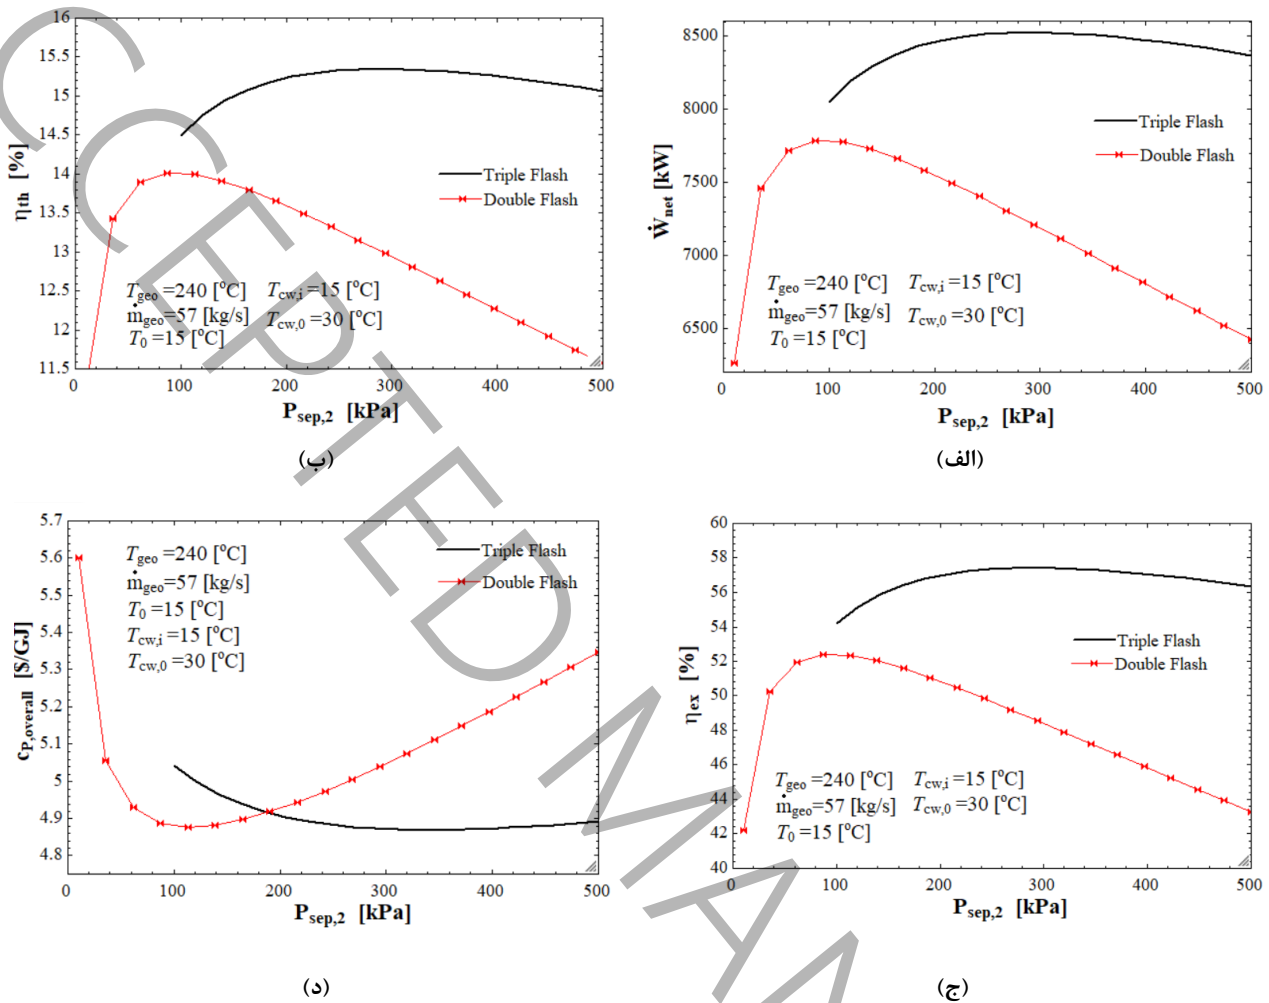 16
15.5
15
14.5
14
13.5
13
12.5
12
11.5
ηth [%]
Triple Flash
Double Flash
Tgeo =240 [°C] Tcw,i =15 [°C]
ṁgeo=57 [kg/s] Tcw,0 =30 [°C]
T0 =15 [°C]
0 100 200 300 400 500
Psep,2 [kPa]
(ب)
8500
8000
7500
7000
6500
Ẇnet [kW]
Triple Flash
Double Flash
Tgeo =240 [°C] Tcw,i =15 [°C]
ṁgeo=57 [kg/s] Tcw,0 =30 [°C]
T0 =15 [°C]
0 100 200 300 400 500
Psep,2 [kPa]
(الف)
5.7
5.6
5.5
5.4
5.3
5.2
5.1
5
4.9
4.8
cP,overall [$/GJ]
Tgeo =240 [°C]
ṁgeo=57 [kg/s]
T0 =15 [°C]
Tcw,i =15 [°C]
Tcw,0 =30 [°C]
Triple Flash
Double Flash
0 100 200 300 400 500
Psep,2 [kPa]
(د)
60
58
56
54
52
50
48
46
44
42
40
ηex [%]
Triple Flash
Double Flash
Tgeo =240 [°C] Tcw,i =15 [°C]
ṁgeo=57 [kg/s] Tcw,0 =30 [°C]
T0 =15 [°C]
0 100 200 300 400 500
Psep,2 [kPa]
(ج)
CCEPTED MAN